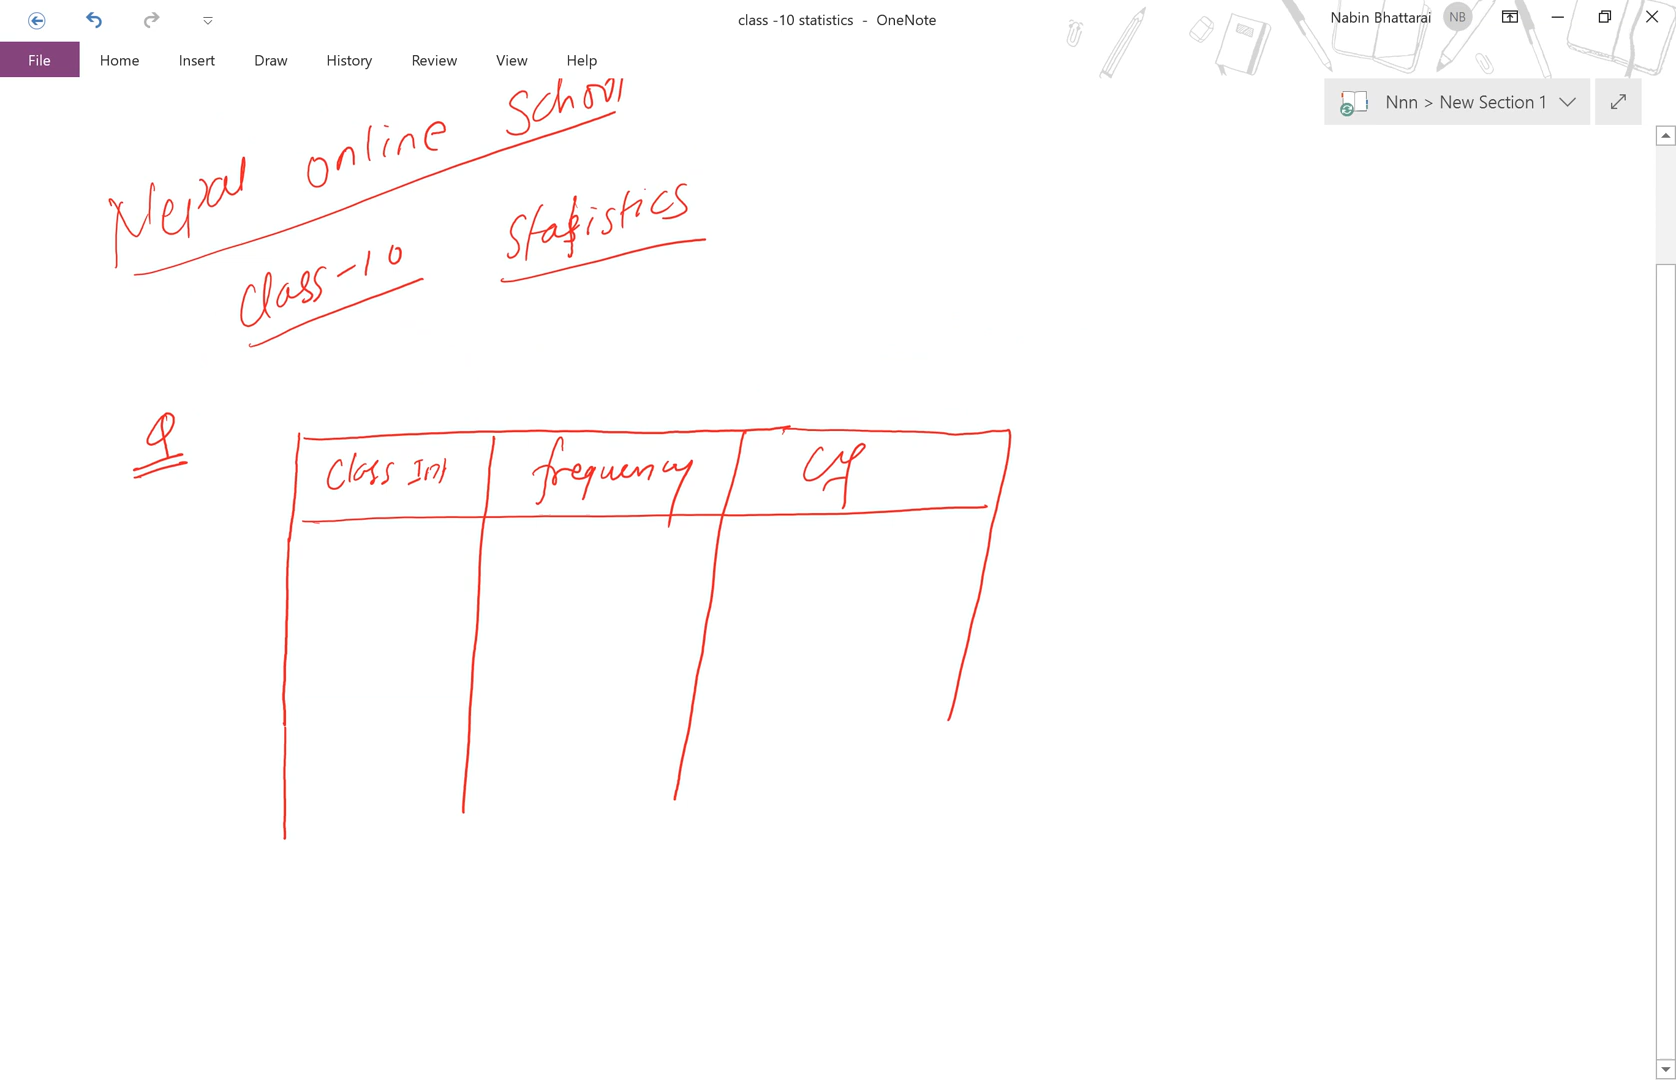 class -10 statistics - OneNote
Nabin Bhattarai NB
File Home Insert Draw History Review View Help
Nnn > New Section 1
Nepal online School
Class-10 Statistics
Q
Class Int frequency cf